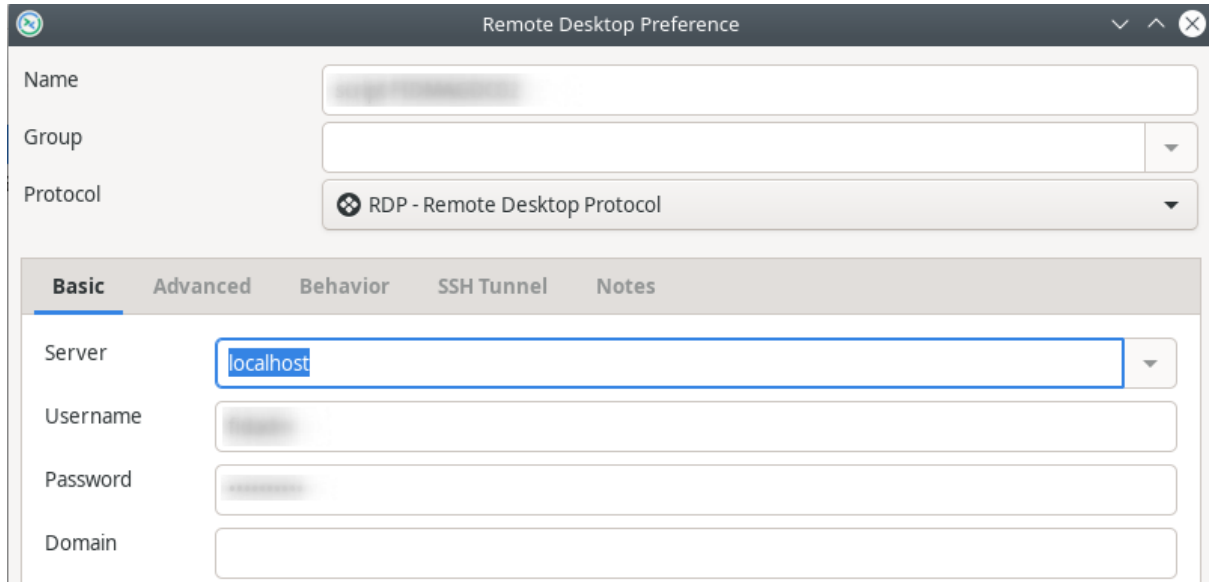 Remote Desktop Preference
Name
Group
Protocol RDP - Remote Desktop Protocol
Basic Advanced Behavior SSH Tunnel Notes
Server localhost
Username
Password
Domain